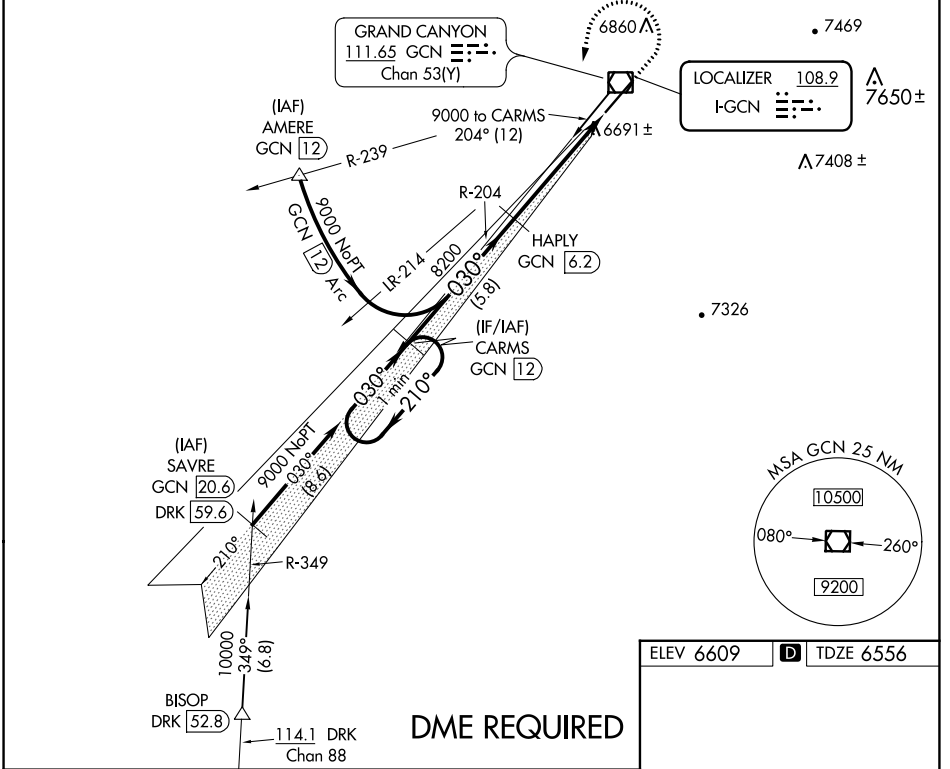 GRAND CANYON
111.65 GCN
Chan 53(Y)
6860
7469
LOCALIZER 108.9
I-GCN
7650 ±
(IAF)
AMERE
GCN 12
R-239
9000 to CARMS
204° (12)
6691 ±
7408 ±
R-204
9000 NoPT
GCN 12 Arc
LR-214
8200
030°
(5.8)
HAPLY
GCN 6.2
7326
(IF/IAF)
CARMS
GCN 12
030°
1 min
210°
(IAF)
SAVRE
GCN 20.6
DRK 59.6
9000 NoPT
030°
(8.6)
210°
R-349
MSA GCN 25 NM
10500
080°
260°
9200
10000
349°
(6.8)
BISOP
DRK 52.8
114.1 DRK
Chan 88
DME REQUIRED
ELEV 6609 D TDZE 6556